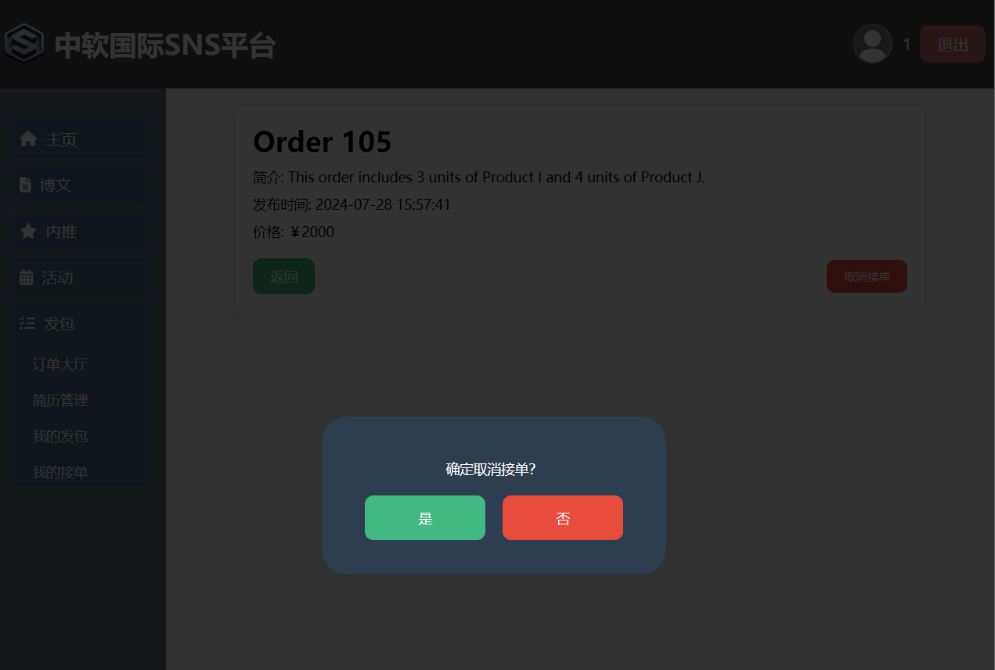 中软国际SNS平台
1
退出
主页
博文
内推
活动
发包
订单大厅
简历管理
我的发包
我的接单
Order 105
简介: This order includes 3 units of Product I and 4 units of Product J.
发布时间: 2024-07-28 15:57:41
价格: ￥2000
返回
取消接单
确定取消接单?
是
否